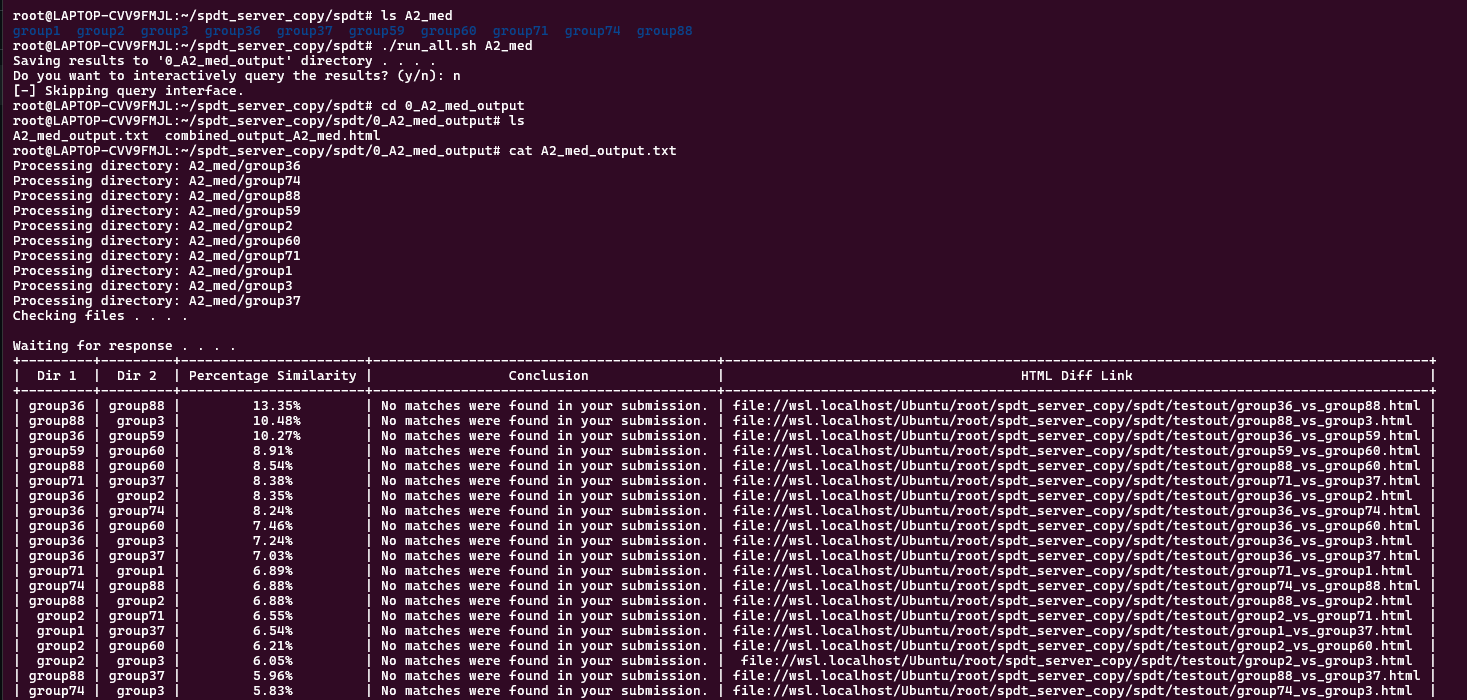 root@LAPTOP-CVV9FMJL:~/spdt_server_copy/spdt# ls A2_med
group1  group2  group3  group36  group37  group59  group60  group71  group74  group88
root@LAPTOP-CVV9FMJL:~/spdt_server_copy/spdt# ./run_all.sh A2_med
Saving results to '0_A2_med_output' directory . . . .
Do you want to interactively query the results? (y/n): n
[-] Skipping query interface.
root@LAPTOP-CVV9FMJL:~/spdt_server_copy/spdt# cd 0_A2_med_output
root@LAPTOP-CVV9FMJL:~/spdt_server_copy/spdt/0_A2_med_output# ls
A2_med_output.txt  combined_output_A2_med.html
root@LAPTOP-CVV9FMJL:~/spdt_server_copy/spdt/0_A2_med_output# cat A2_med_output.txt
Processing directory: A2_med/group36
Processing directory: A2_med/group74
Processing directory: A2_med/group88
Processing directory: A2_med/group59
Processing directory: A2_med/group2
Processing directory: A2_med/group60
Processing directory: A2_med/group71
Processing directory: A2_med/group1
Processing directory: A2_med/group3
Processing directory: A2_med/group37
Checking files . . . .
Waiting for response . . . .
| Dir 1 | Dir 2 | Percentage Similarity | Conclusion | HTML Diff Link |
| group36 | group88 | 13.35% | No matches were found in your submission. | file://wsl.localhost/Ubuntu/root/spdt_server_copy/spdt/testout/group36_vs_group88.html |
| group88 | group3 | 10.48% | No matches were found in your submission. | file://wsl.localhost/Ubuntu/root/spdt_server_copy/spdt/testout/group88_vs_group3.html |
| group36 | group59 | 10.27% | No matches were found in your submission. | file://wsl.localhost/Ubuntu/root/spdt_server_copy/spdt/testout/group36_vs_group59.html |
| group59 | group60 | 8.91% | No matches were found in your submission. | file://wsl.localhost/Ubuntu/root/spdt_server_copy/spdt/testout/group59_vs_group60.html |
| group88 | group60 | 8.54% | No matches were found in your submission. | file://wsl.localhost/Ubuntu/root/spdt_server_copy/spdt/testout/group88_vs_group60.html |
| group71 | group37 | 8.38% | No matches were found in your submission. | file://wsl.localhost/Ubuntu/root/spdt_server_copy/spdt/testout/group71_vs_group37.html |
| group36 | group2 | 8.35% | No matches were found in your submission. | file://wsl.localhost/Ubuntu/root/spdt_server_copy/spdt/testout/group36_vs_group2.html |
| group36 | group74 | 8.24% | No matches were found in your submission. | file://wsl.localhost/Ubuntu/root/spdt_server_copy/spdt/testout/group36_vs_group74.html |
| group36 | group60 | 7.46% | No matches were found in your submission. | file://wsl.localhost/Ubuntu/root/spdt_server_copy/spdt/testout/group36_vs_group60.html |
| group36 | group3 | 7.24% | No matches were found in your submission. | file://wsl.localhost/Ubuntu/root/spdt_server_copy/spdt/testout/group36_vs_group3.html |
| group36 | group37 | 7.03% | No matches were found in your submission. | file://wsl.localhost/Ubuntu/root/spdt_server_copy/spdt/testout/group36_vs_group37.html |
| group71 | group1 | 6.89% | No matches were found in your submission. | file://wsl.localhost/Ubuntu/root/spdt_server_copy/spdt/testout/group71_vs_group1.html |
| group74 | group88 | 6.88% | No matches were found in your submission. | file://wsl.localhost/Ubuntu/root/spdt_server_copy/spdt/testout/group74_vs_group88.html |
| group88 | group2 | 6.88% | No matches were found in your submission. | file://wsl.localhost/Ubuntu/root/spdt_server_copy/spdt/testout/group88_vs_group2.html |
| group2 | group71 | 6.55% | No matches were found in your submission. | file://wsl.localhost/Ubuntu/root/spdt_server_copy/spdt/testout/group2_vs_group71.html |
| group1 | group37 | 6.54% | No matches were found in your submission. | file://wsl.localhost/Ubuntu/root/spdt_server_copy/spdt/testout/group1_vs_group37.html |
| group2 | group60 | 6.21% | No matches were found in your submission. | file://wsl.localhost/Ubuntu/root/spdt_server_copy/spdt/testout/group2_vs_group60.html |
| group2 | group3 | 6.05% | No matches were found in your submission. | file://wsl.localhost/Ubuntu/root/spdt_server_copy/spdt/testout/group2_vs_group3.html |
| group88 | group37 | 5.96% | No matches were found in your submission. | file://wsl.localhost/Ubuntu/root/spdt_server_copy/spdt/testout/group88_vs_group37.html |
| group74 | group3 | 5.83% | No matches were found in your submission. | file://wsl.localhost/Ubuntu/root/spdt_server_copy/spdt/testout/group74_vs_group3.html |